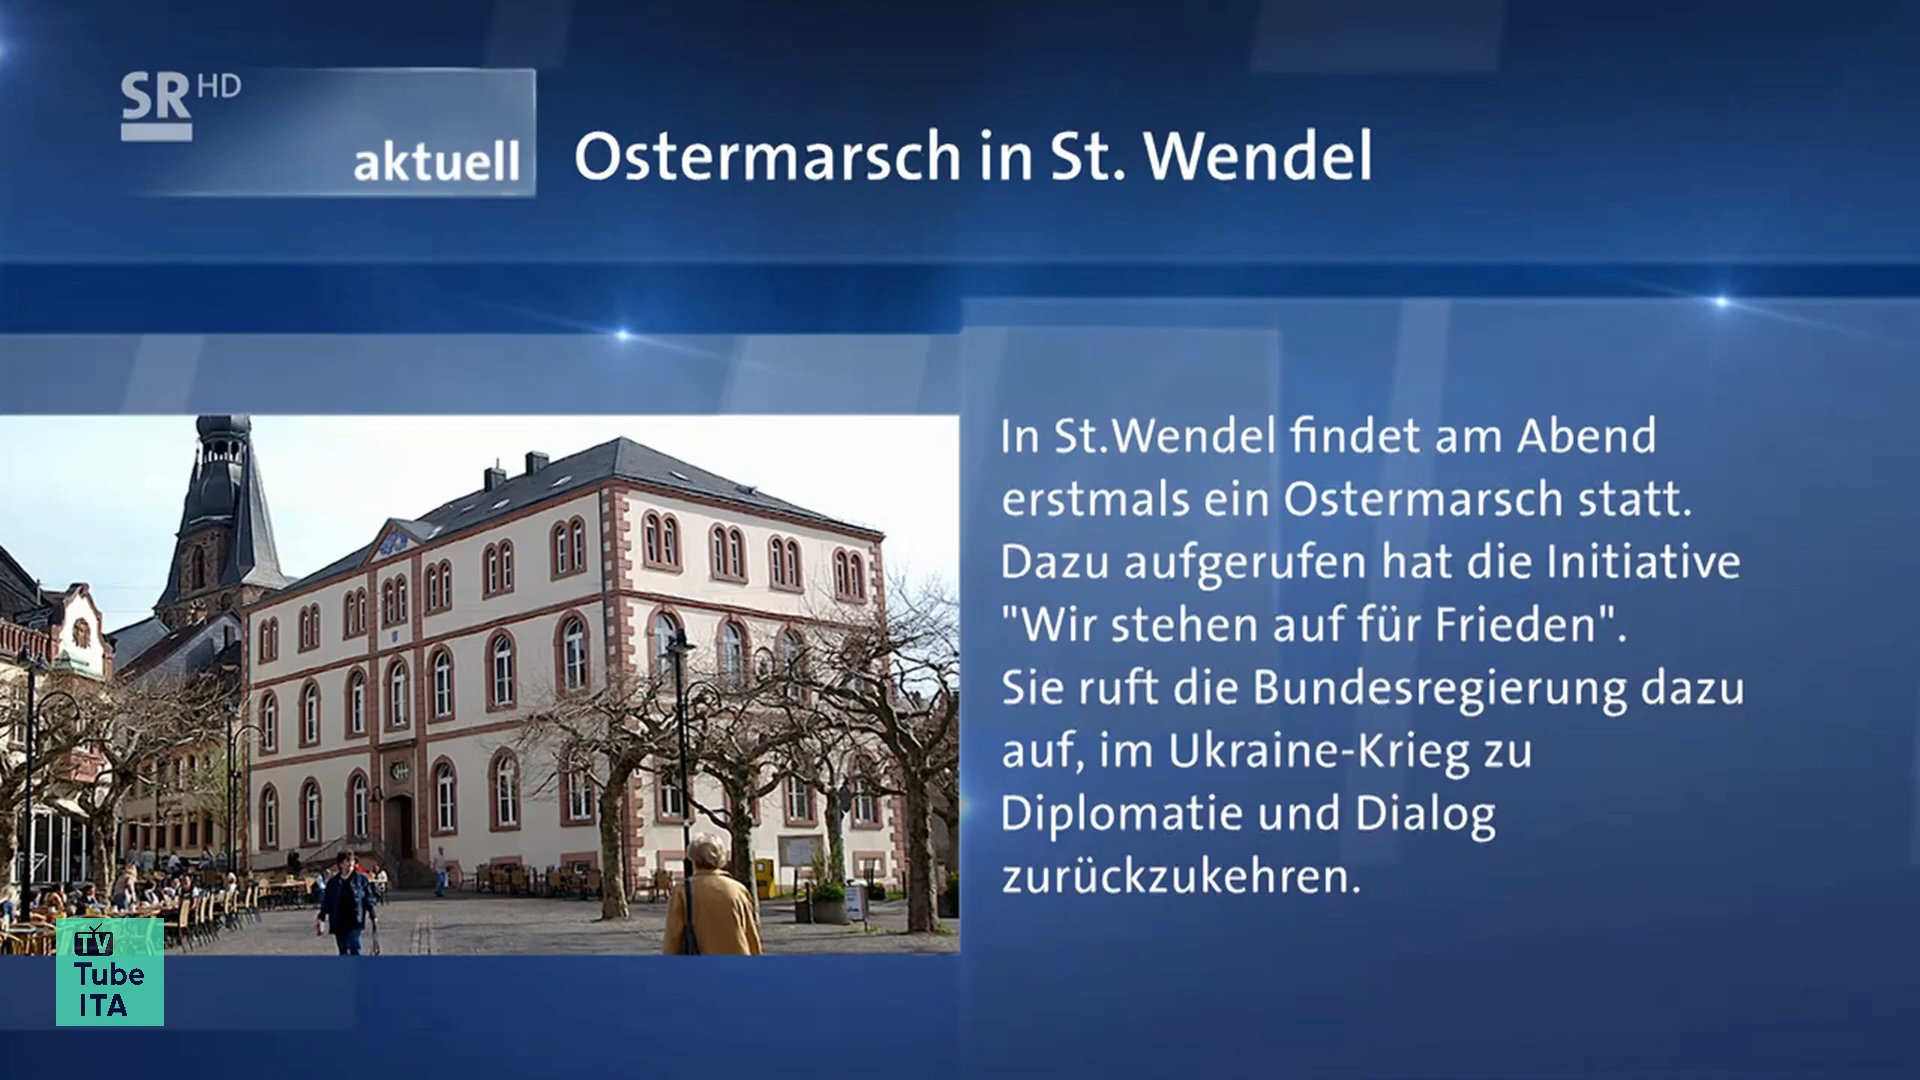 SR HD
aktuell
Ostermarsch in St. Wendel
In St.Wendel findet am Abend
erstmals ein Ostermarsch statt.
Dazu aufgerufen hat die Initiative
"Wir stehen auf für Frieden".
Sie ruft die Bundesregierung dazu
auf, im Ukraine-Krieg zu
Diplomatie und Dialog
zurückzukehren.
TV
Tube
ITA